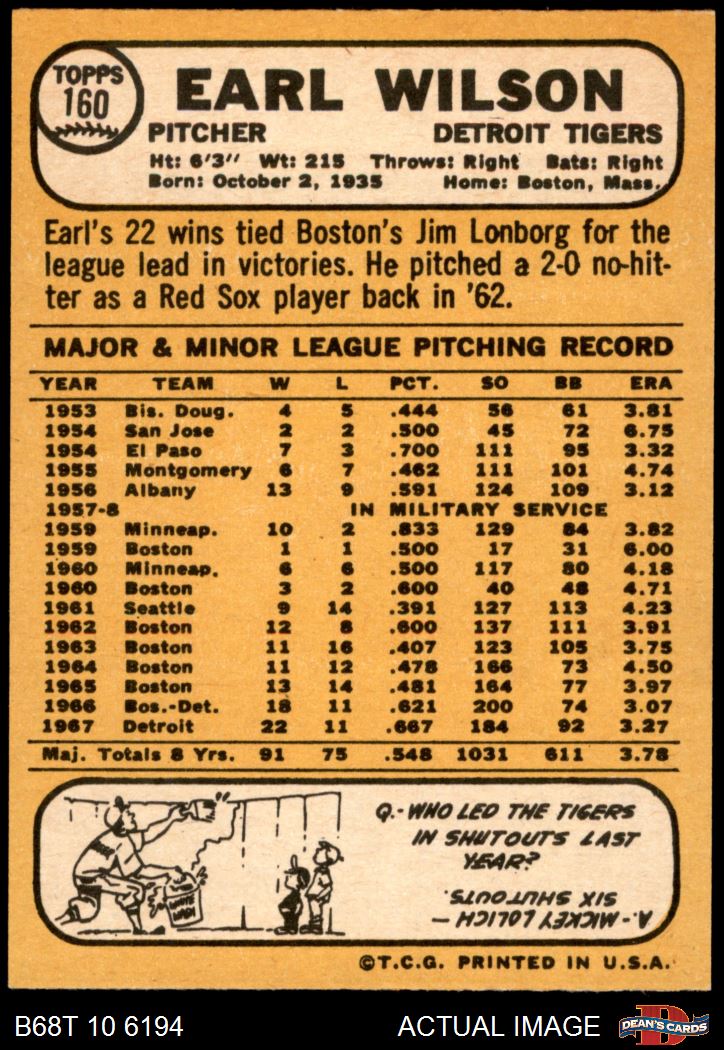 TOPPS
160
EARL WILSON
PITCHER DETROIT TIGERS
Ht: 6'3" Wt: 215 Throws: Right Bats: Right
Born: October 2, 1935 Home: Boston, Mass.
Earl's 22 wins tied Boston's Jim Lonborg for the
league lead in victories. He pitched a 2-0 no-hit-
ter as a Red Sox player back in '62.
MAJOR & MINOR LEAGUE PITCHING RECORD
YEAR TEAM W L PCT. SO BB ERA
1953 Bis. Doug. 4 5 .444 56 61 3.81
1954 San Jose 2 2 .500 45 72 6.75
1954 El Paso 7 3 .700 111 95 3.32
1955 Montgomery 6 7 .462 111 101 4.74
1956 Albany 13 9 .591 124 109 3.12
1957-8 IN MILITARY SERVICE
1959 Minneap. 10 2 .833 129 84 3.82
1959 Boston 1 1 .500 17 31 6.00
1960 Minneap. 6 6 .500 117 80 4.18
1960 Boston 3 2 .600 40 48 4.71
1961 Seattle 9 14 .391 127 113 4.23
1962 Boston 12 8 .600 137 111 3.91
1963 Boston 11 16 .407 123 105 3.75
1964 Boston 11 12 .478 166 73 4.50
1965 Boston 13 14 .481 164 77 3.97
1966 Bos.-Det. 18 11 .621 200 74 3.07
1967 Detroit 22 11 .667 184 92 3.27
Maj. Totals 8 Yrs. 91 75 .548 1031 611 3.78
Q.- WHO LED THE TIGERS
IN SHUTOUTS LAST
YEAR?
A.- MICKEY LOLICH —
SIX SHUTOUTS.
WHITE
WASH
©T.C.G. PRINTED IN U.S.A.
B68T 10 6194 ACTUAL IMAGE
D
DEAN'S CARDS